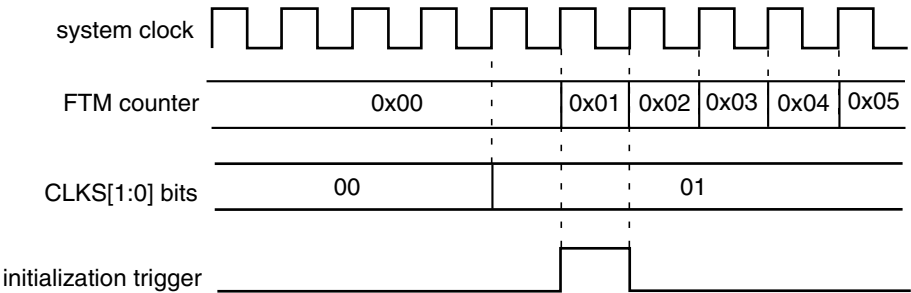 system clock
FTM counter 0x00 0x01 0x02 0x03 0x04 0x05
CLKS[1:0] bits 00 01
initialization trigger